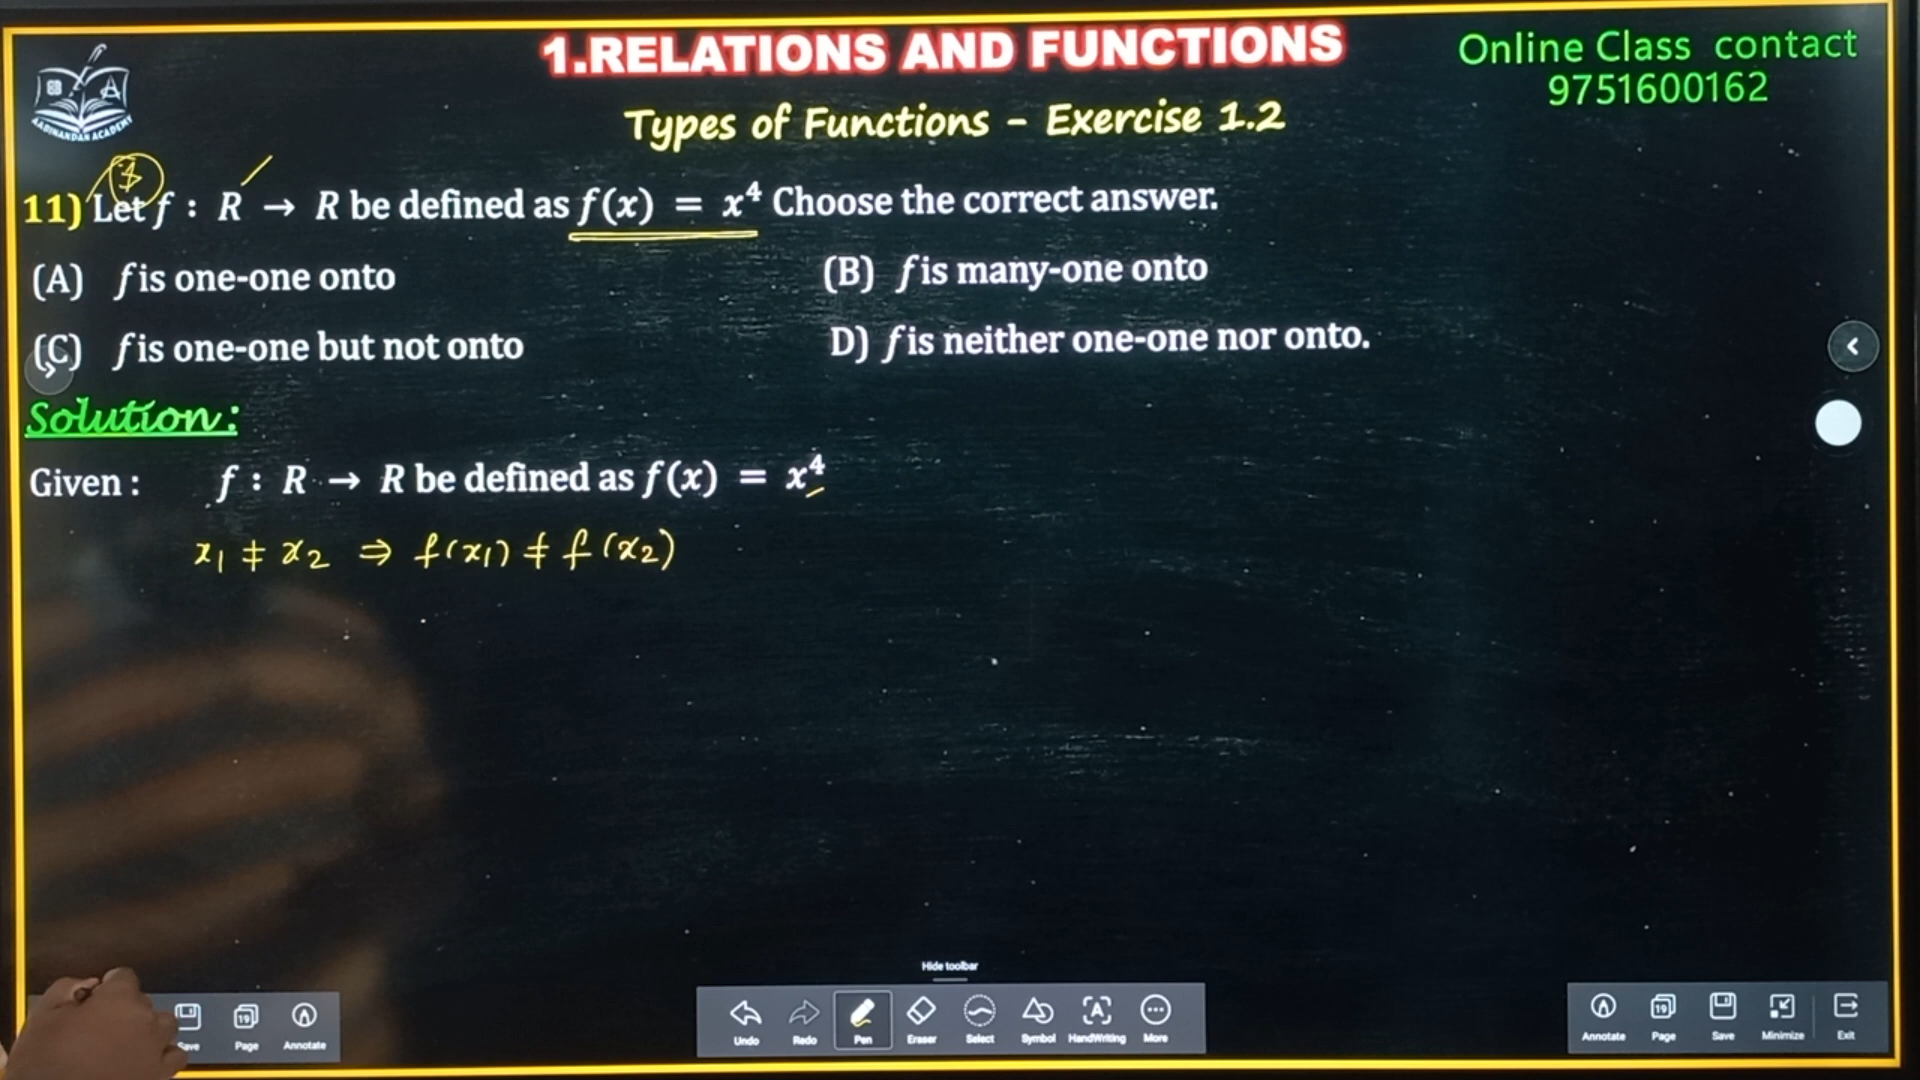 1.RELATIONS AND FUNCTIONS
Online Class contact
9751600162
Types of Functions - Exercise 1.2
AADINANDAN ACADEMY
11) Let f : R → R be defined as f(x) = x⁴ Choose the correct answer.
(A) f is one-one onto
(B) f is many-one onto
(C) f is one-one but not onto
D) f is neither one-one nor onto.
Solution :
Given : f : R → R be defined as f(x) = x⁴
x₁ ≠ x₂ ⇒ f(x₁) ≠ f(x₂)
Hide toolbar
Save Page Annotate
Undo Redo Pen Eraser Select Symbol HandWriting More
Annotate Page Save Minimize Exit